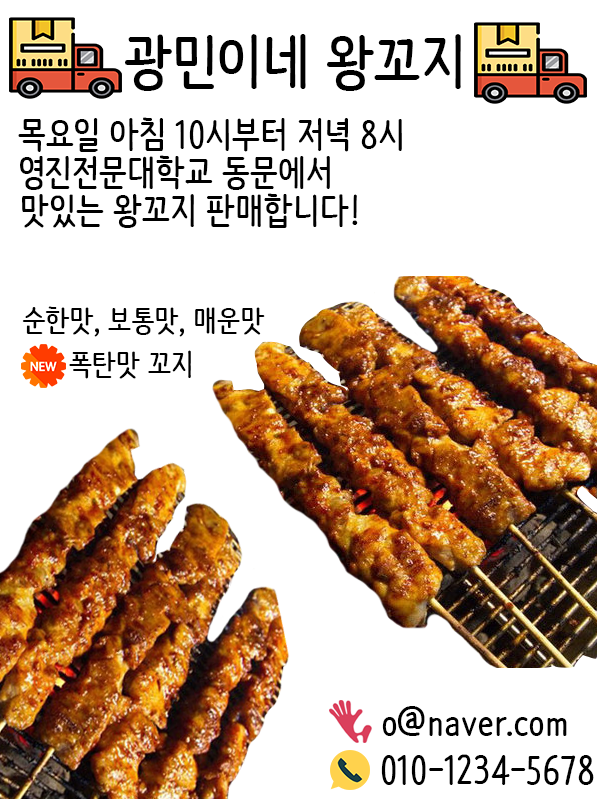 광민이네 왕꼬지
목요일 아침 10시부터 저녁 8시
영진전문대학교 동문에서
맛있는 왕꼬지 판매합니다!
순한맛, 보통맛, 매운맛
NEW 폭탄맛 꼬지
o@naver.com
010-1234-5678